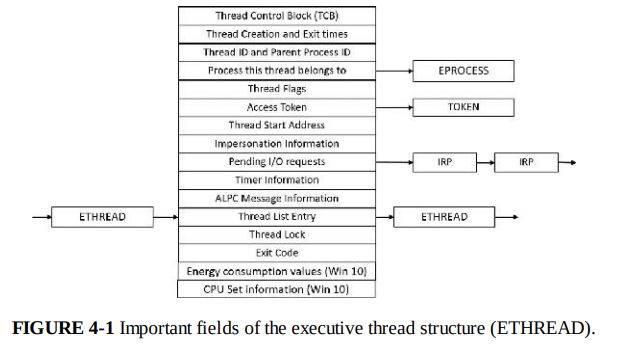 Thread Control Block (TCB)
Thread Creation and Exit times
Thread ID and Parent Process ID
Process this thread belongs to
EPROCESS
Thread Flags
Access Token
TOKEN
Thread Start Address
Impersonation Information
Pending I/O requests
IRP
IRP
Timer Information
ALPC Message Information
ETHREAD
Thread List Entry
ETHREAD
Thread Lock
Exit Code
Energy consumption values (Win 10)
CPU Set Information (Win 10)
FIGURE 4-1 Important fields of the executive thread structure (ETHREAD).